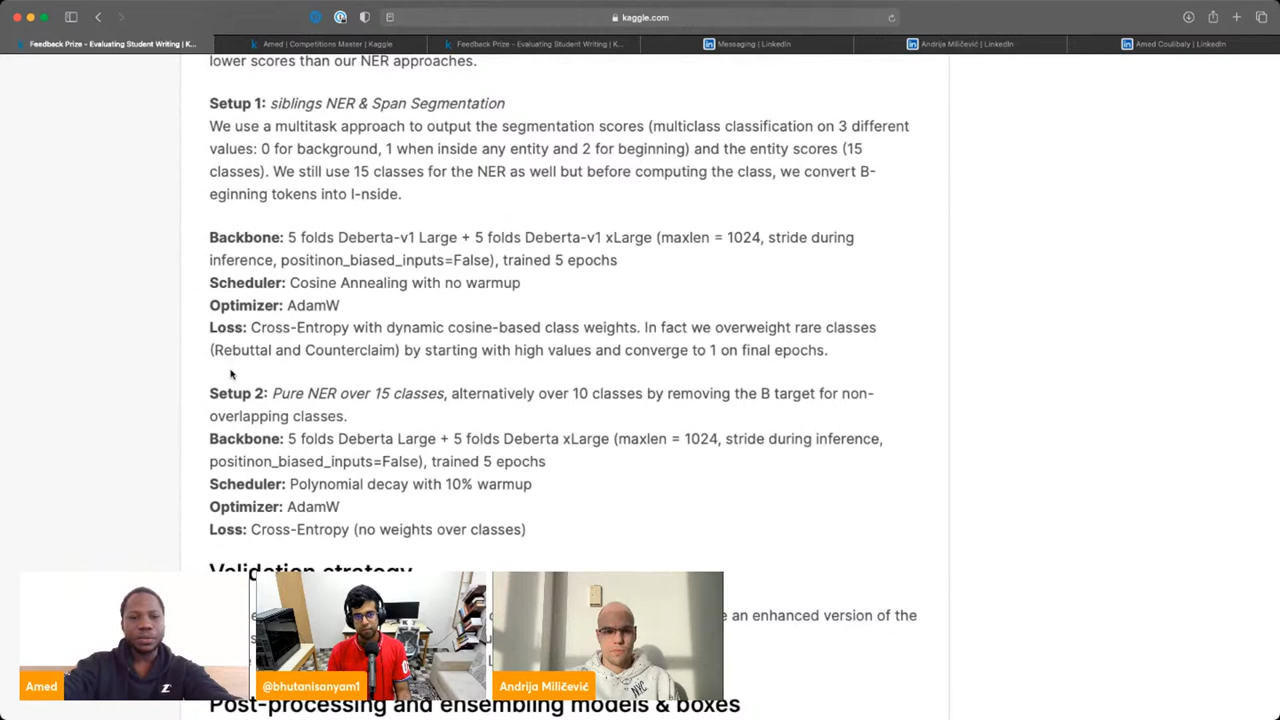 kaggle.com
Feedback Prize - Evaluating Student Writing | K...
Amed | Competitions Master | Kaggle
Feedback Prize - Evaluating Student Writing | K...
Messaging | LinkedIn
Andrija Miličević | LinkedIn
Amed Coulibaly | LinkedIn
lower scores than our NER approaches.
Setup 1: siblings NER & Span Segmentation
We use a multitask approach to output the segmentation scores (multiclass classification on 3 different
values: 0 for background, 1 when inside any entity and 2 for beginning) and the entity scores (15
classes). We still use 15 classes for the NER as well but before computing the class, we convert B-
eginning tokens into I-nside.
Backbone: 5 folds Deberta-v1 Large + 5 folds Deberta-v1 xLarge (maxlen = 1024, stride during
inference, positinon_biased_inputs=False), trained 5 epochs
Scheduler: Cosine Annealing with no warmup
Optimizer: AdamW
Loss: Cross-Entropy with dynamic cosine-based class weights. In fact we overweight rare classes
(Rebuttal and Counterclaim) by starting with high values and converge to 1 on final epochs.
Setup 2: Pure NER over 15 classes, alternatively over 10 classes by removing the B target for non-
overlapping classes.
Backbone: 5 folds Deberta Large + 5 folds Deberta xLarge (maxlen = 1024, stride during inference,
positinon_biased_inputs=False), trained 5 epochs
Scheduler: Polynomial decay with 10% warmup
Optimizer: AdamW
Loss: Cross-Entropy (no weights over classes)
Validation strategy
e an enhanced version of the
Post-processing and ensembling models & boxes
Amed
@bhutanisanyam1
Andrija Miličević
NYC